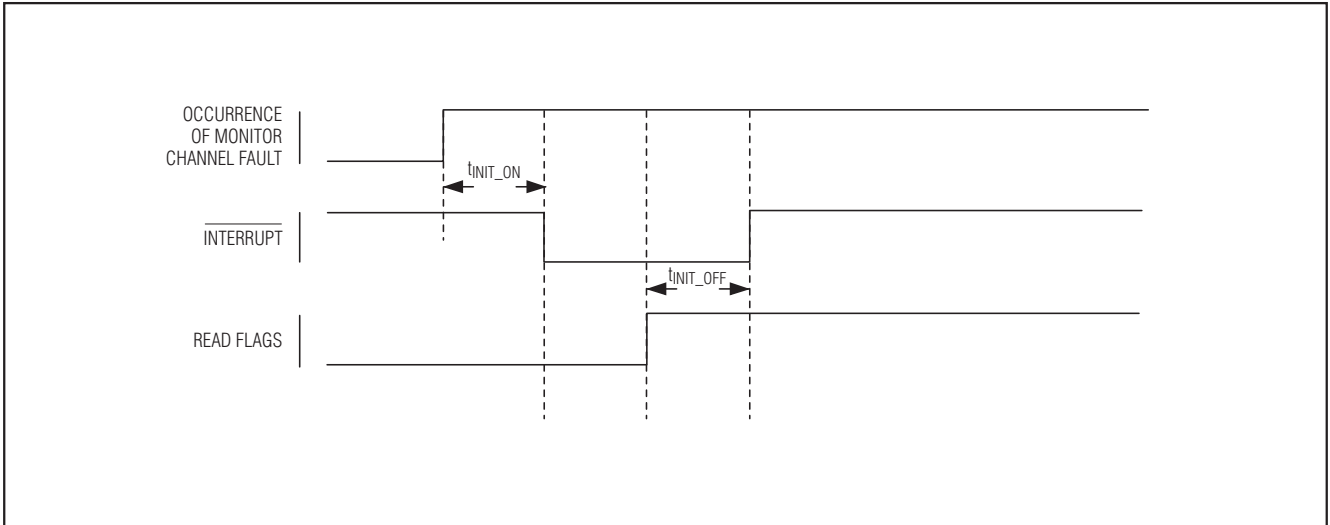 OCCURRENCE
OF MONITOR
CHANNEL FAULT
tINIT_ON
INTERRUPT
tINIT_OFF
READ FLAGS